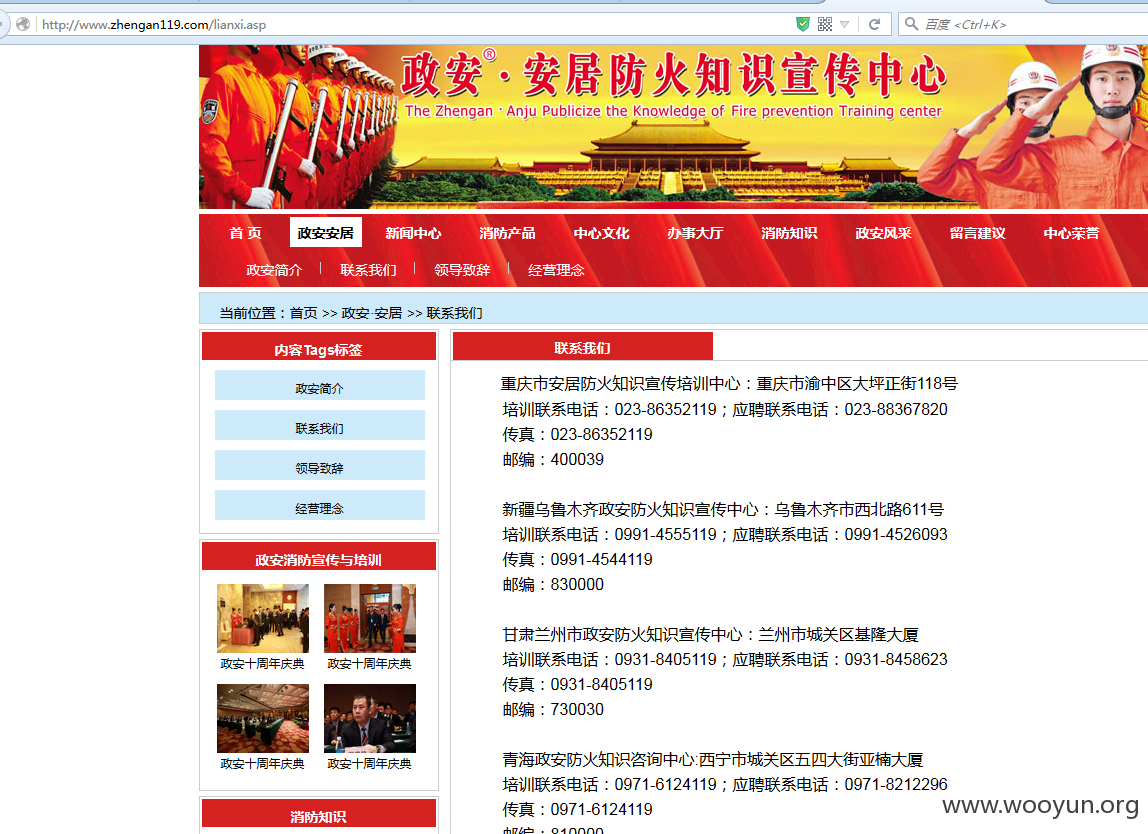 http://www.zhengan119.com/lianxi.asp
百度 <Ctrl+K>
政安®·安居防火知识宣传中心
The Zhengan · Anju Publicize the Knowledge of Fire prevention Training center
首 页 政安安居 新闻中心 消防产品 中心文化 办事大厅 消防知识 政安风采 留言建议 中心荣誉
政安简介 联系我们 领导致辞 经营理念
当前位置：首页 >> 政安·安居 >> 联系我们
内容Tags标签
政安简介
联系我们
领导致辞
经营理念
政安消防宣传与培训
政安十周年庆典 政安十周年庆典
政安十周年庆典 政安十周年庆典
消防知识
联系我们
重庆市安居防火知识宣传培训中心：重庆市渝中区大坪正街118号
培训联系电话：023-86352119；应聘联系电话：023-88367820
传真：023-86352119
邮编：400039
新疆乌鲁木齐政安防火知识宣传中心：乌鲁木齐市西北路611号
培训联系电话：0991-4555119；应聘联系电话：0991-4526093
传真：0991-4544119
邮编：830000
甘肃兰州市政安防火知识宣传中心：兰州市城关区基隆大厦
培训联系电话：0931-8405119；应聘联系电话：0931-8458623
传真：0931-8405119
邮编：730030
青海政安防火知识咨询中心:西宁市城关区五四大街亚楠大厦
培训联系电话：0971-6124119；应聘联系电话：0971-8212296
传真：0971-6124119
邮编：810000
www.wooyun.org